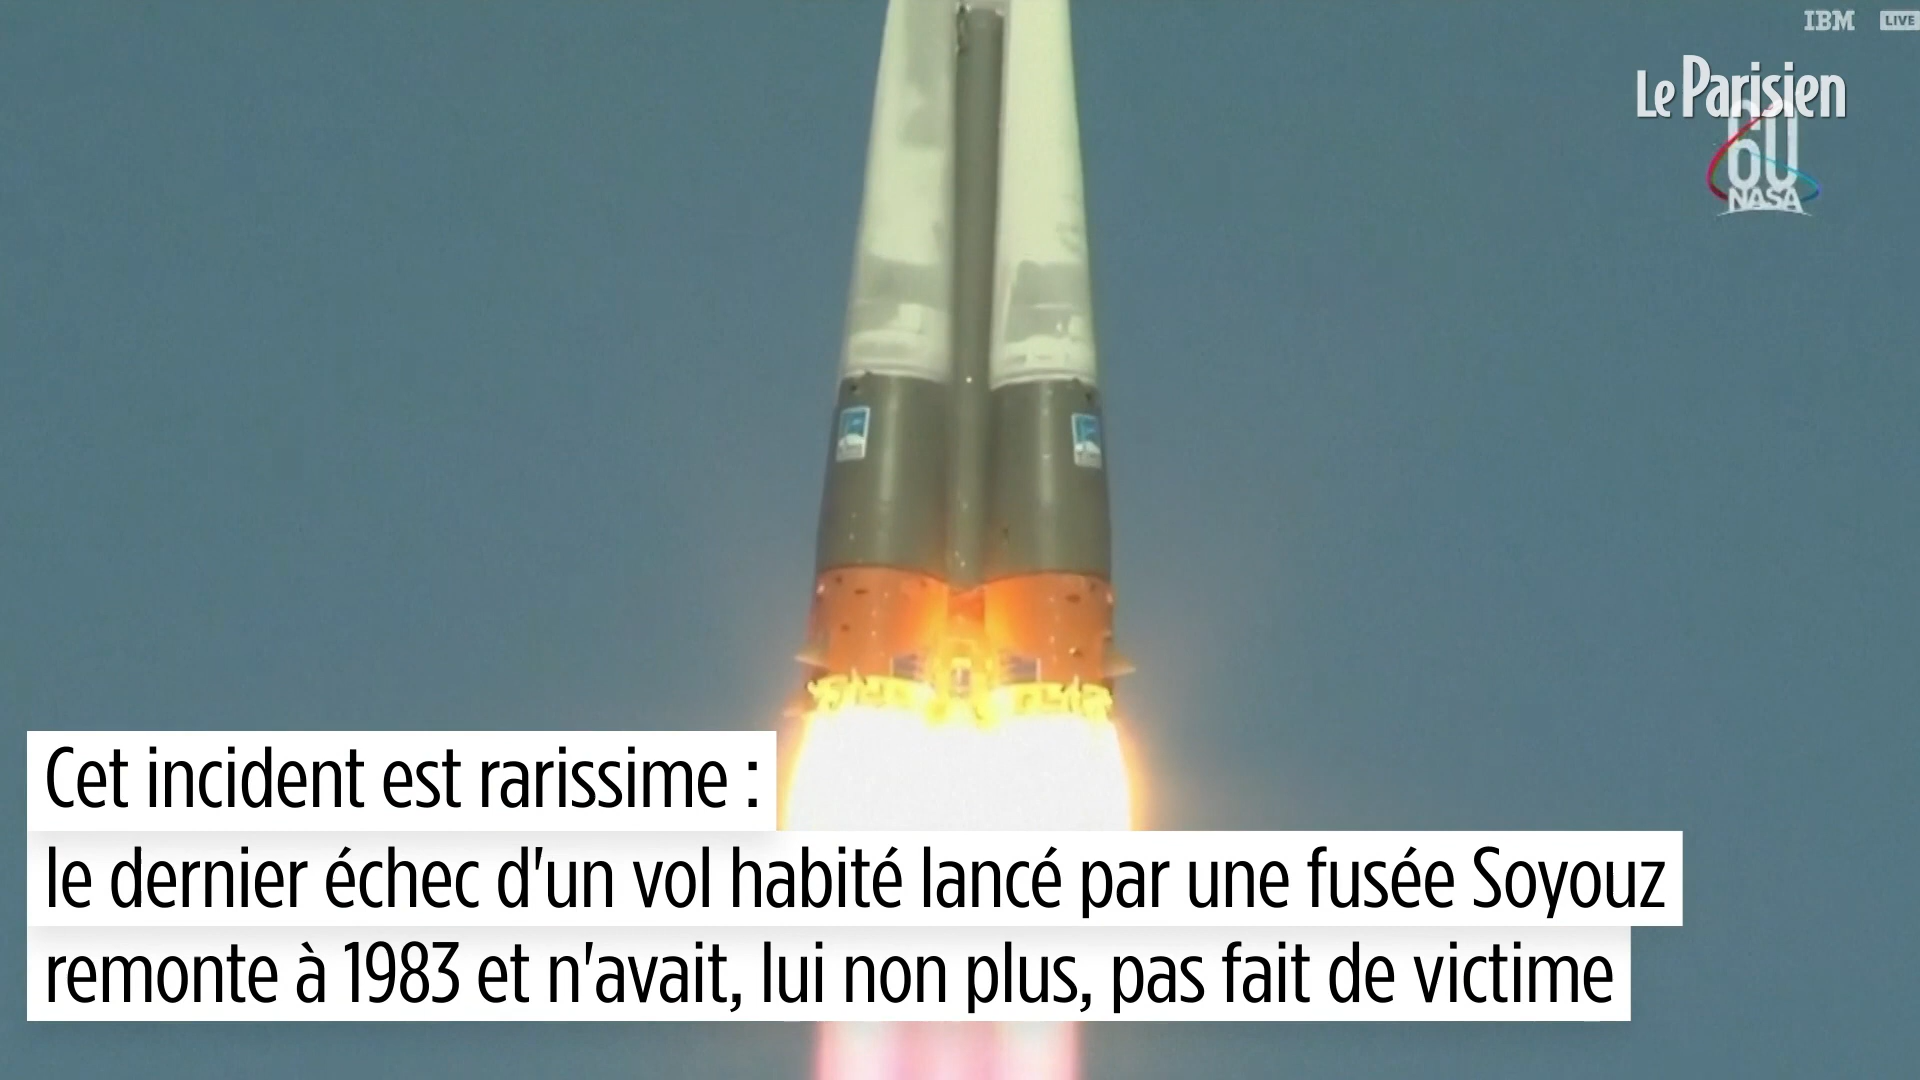 IBM LIVE
Le Parisien
60
NASA
Cet incident est rarissime :
le dernier échec d'un vol habité lancé par une fusée Soyouz
remonte à 1983 et n'avait, lui non plus, pas fait de victime